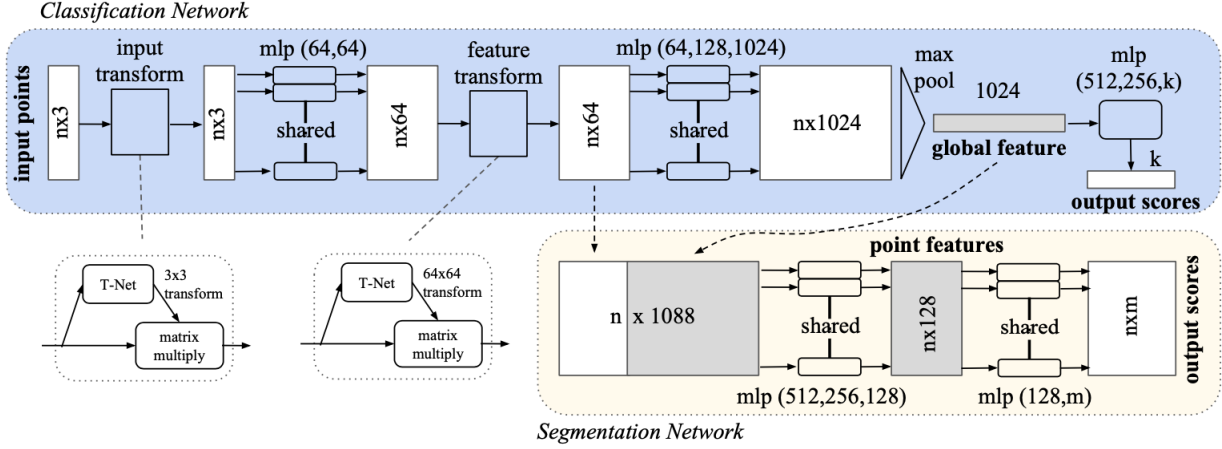 Classification Network
input points
nx3
input
transform
nx3
mlp (64,64)
shared
nx64
feature
transform
nx64
mlp (64,128,1024)
shared
nx1024
max
pool
1024
global feature
mlp
(512,256,k)
k
output scores
T-Net
3x3
transform
matrix
multiply
T-Net
64x64
transform
matrix
multiply
point features
n x 1088
shared
mlp (512,256,128)
nx128
shared
mlp (128,m)
nxm
output scores
Segmentation Network